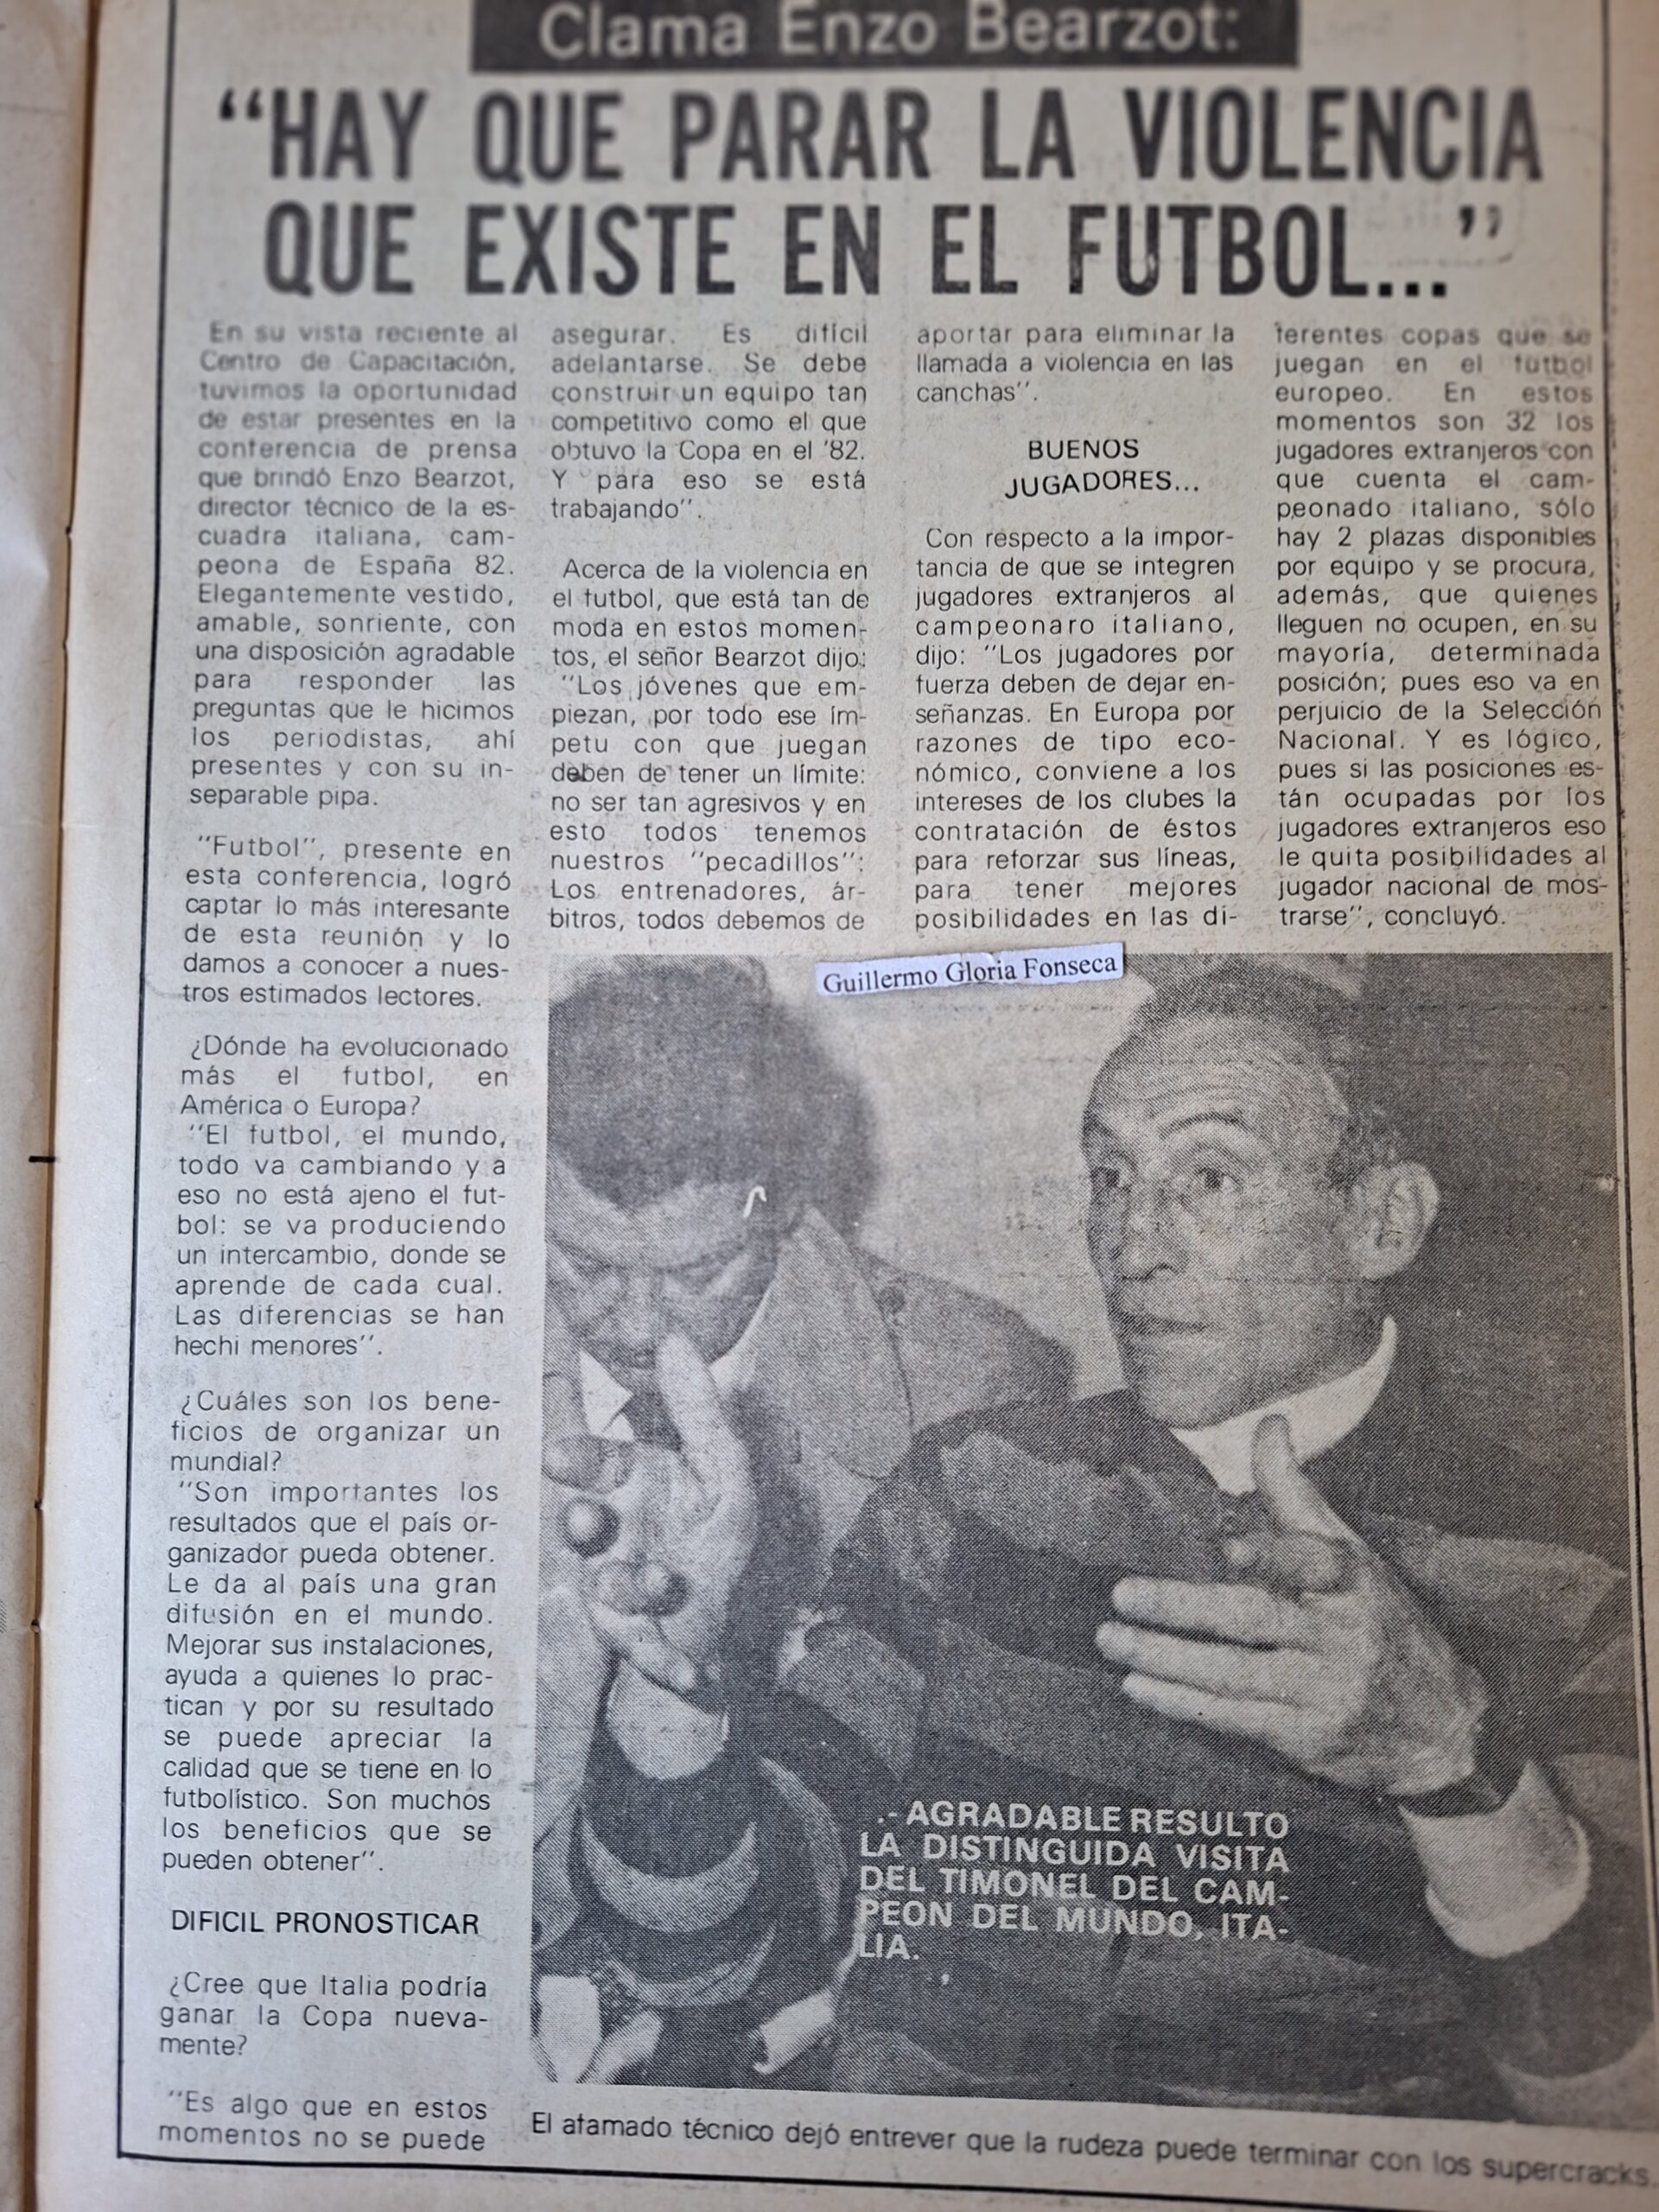 Clama Enzo Bearzot:
“HAY QUE PARAR LA VIOLENCIA
QUE EXISTE EN EL FUTBOL...”
En su vista reciente al
Centro de Capacitación,
tuvimos la oportunidad
de estar presentes en la
conferencia de prensa
que brindó Enzo Bearzot,
director técnico de la es-
cuadra italiana, cam-
peona de España 82.
Elegantemente vestido,
amable, sonriente, con
una disposición agradable
para responder las
preguntas que le hicimos
los periodistas, ahí
presentes y con su in-
separable pipa.
“Futbol”, presente en
esta conferencia, logró
captar lo más interesante
de esta reunión y lo
damos a conocer a nues-
tros estimados lectores.
¿Dónde ha evolucionado
más el futbol, en
América o Europa?
“El futbol, el mundo,
todo va cambiando y a
eso no está ajeno el fut-
bol: se va produciendo
un intercambio, donde se
aprende de cada cual.
Las diferencias se han
hechi menores”.
¿Cuáles son los bene-
ficios de organizar un
mundial?
“Son importantes los
resultados que el país or-
ganizador pueda obtener.
Le da al país una gran
difusión en el mundo.
Mejorar sus instalaciones,
ayuda a quienes lo prac-
tican y por su resultado
se puede apreciar la
calidad que se tiene en lo
futbolístico. Son muchos
los beneficios que se
pueden obtener”.
DIFICIL PRONOSTICAR
¿Cree que Italia podría
ganar la Copa nueva-
mente?
“Es algo que en estos
momentos no se puede
asegurar. Es difícil
adelantarse. Se debe
construir un equipo tan
competitivo como el que
obtuvo la Copa en el ’82.
Y para eso se está
trabajando”.
Acerca de la violencia en
el futbol, que está tan de
moda en estos momen-
tos, el señor Bearzot dijo:
“Los jóvenes que em-
piezan, por todo ese ím-
petu con que juegan
deben de tener un límite:
no ser tan agresivos y en
esto todos tenemos
nuestros “pecadillos”:
Los entrenadores, ár-
bitros, todos debemos de
aportar para eliminar la
llamada a violencia en las
canchas”.
BUENOS
JUGADORES...
Con respecto a la impor-
tancia de que se integren
jugadores extranjeros al
campeonaro italiano,
dijo: “Los jugadores por
fuerza deben de dejar en-
señanzas. En Europa por
razones de tipo eco-
nómico, conviene a los
intereses de los clubes la
contratación de éstos
para reforzar sus líneas,
para tener mejores
posibilidades en las di-
ferentes copas que se
juegan en el futbol
europeo. En estos
momentos son 32 los
jugadores extranjeros con
que cuenta el cam-
peonado italiano, sólo
hay 2 plazas disponibles
por equipo y se procura,
además, que quienes
lleguen no ocupen, en su
mayoría, determinada
posición; pues eso va en
perjuicio de la Selección
Nacional. Y es lógico,
pues si las posiciones es-
tán ocupadas por los
jugadores extranjeros eso
le quita posibilidades al
jugador nacional de mos-
trarse”, concluyó.
Guillermo Gloria Fonseca
.- AGRADABLE RESULTO
LA DISTINGUIDA VISITA
DEL TIMONEL DEL CAM-
PEON DEL MUNDO, ITA-
LIA.
El afamado técnico dejó entrever que la rudeza puede terminar con los supercracks.